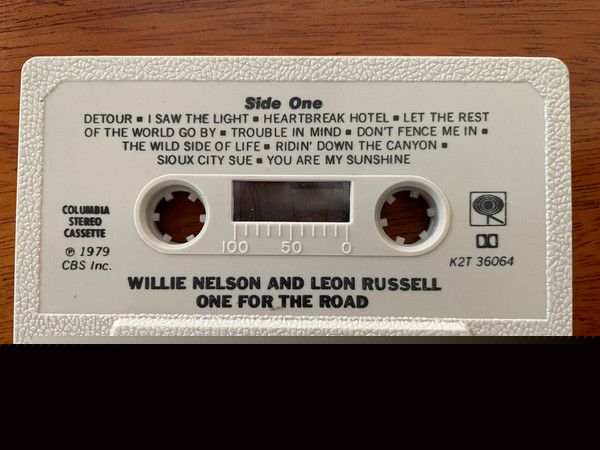 Side One
DETOUR ▪ I SAW THE LIGHT ▪ HEARTBREAK HOTEL ▪ LET THE REST
OF THE WORLD GO BY ▪ TROUBLE IN MIND ▪ DON'T FENCE ME IN ▪
THE WILD SIDE OF LIFE ▪ RIDIN' DOWN THE CANYON ▪
SIOUX CITY SUE ▪ YOU ARE MY SUNSHINE
COLUMBIA
STEREO
CASSETTE
℗ 1979
CBS Inc.
100 50 0
K2T 36064
WILLIE NELSON AND LEON RUSSELL
ONE FOR THE ROAD